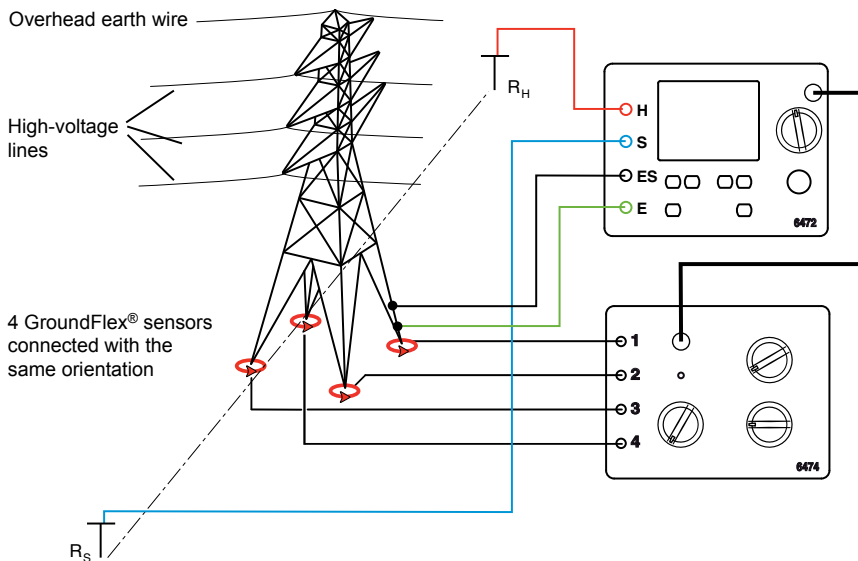 Overhead earth wire
High-voltage
lines
4 GroundFlex® sensors
connected with the
same orientation
RH
RS
H
S
ES
E
6472
1
2
3
4
6474